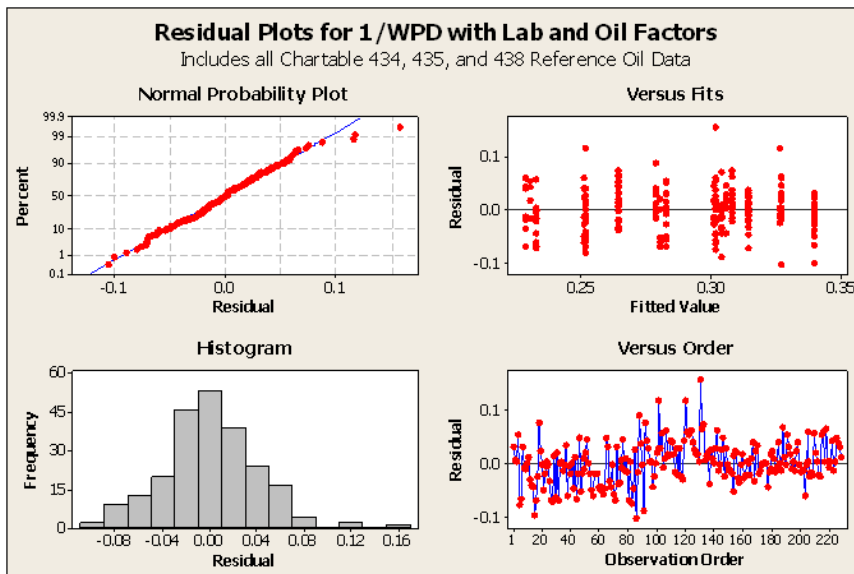 Residual Plots for 1/WPD with Lab and Oil Factors
Includes all Chartable 434, 435, and 438 Reference Oil Data
Normal Probability Plot
99.9
99
90
50
10
1
0.1
Percent
-0.1 0.0 0.1
Residual
Versus Fits
0.1
0.0
-0.1
Residual
0.25 0.30 0.35
Fitted Value
Histogram
60
45
30
15
0
Frequency
-0.08 -0.04 0.00 0.04 0.08 0.12 0.16
Residual
Versus Order
0.1
0.0
-0.1
Residual
1 20 40 60 80 100 120 140 160 180 200 220
Observation Order